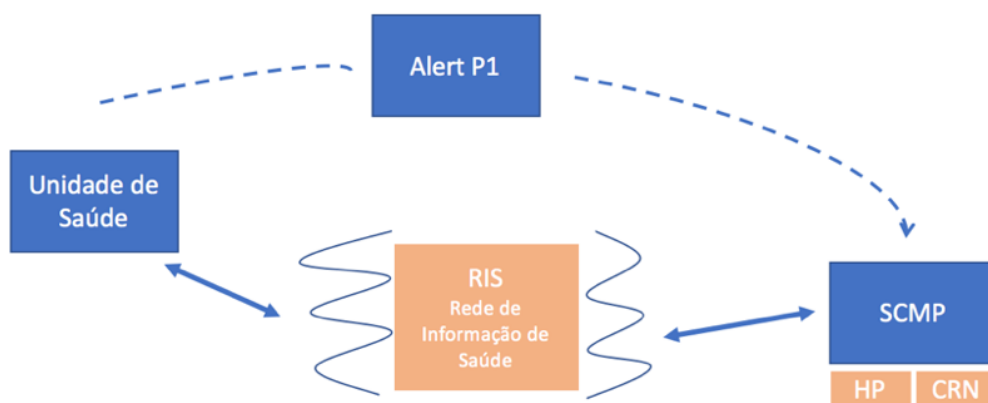 Alert P1
Unidade de
Saúde
RIS
Rede de
Informação de
Saúde
SCMP
HP
CRN